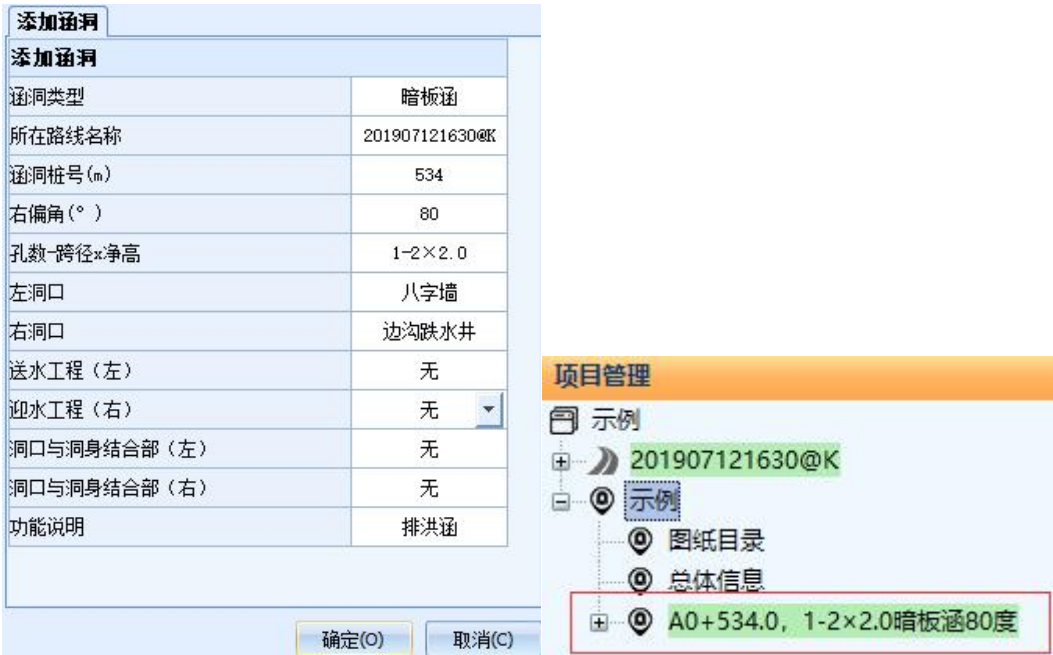 添加涵洞
添加涵洞
涵洞类型 暗板涵
所在路线名称 201907121630@K
涵洞桩号(m) 534
右偏角(° ) 80
孔数-跨径x净高 1-2×2.0
左洞口 八字墙
右洞口 边沟跌水井
送水工程（左） 无
迎水工程（右） 无
洞口与洞身结合部（左） 无
洞口与洞身结合部（右） 无
功能说明 排洪涵
确定(O) 取消(C)
项目管理
示例
201907121630@K
示例
图纸目录
总体信息
A0+534.0，1-2×2.0暗板涵80度